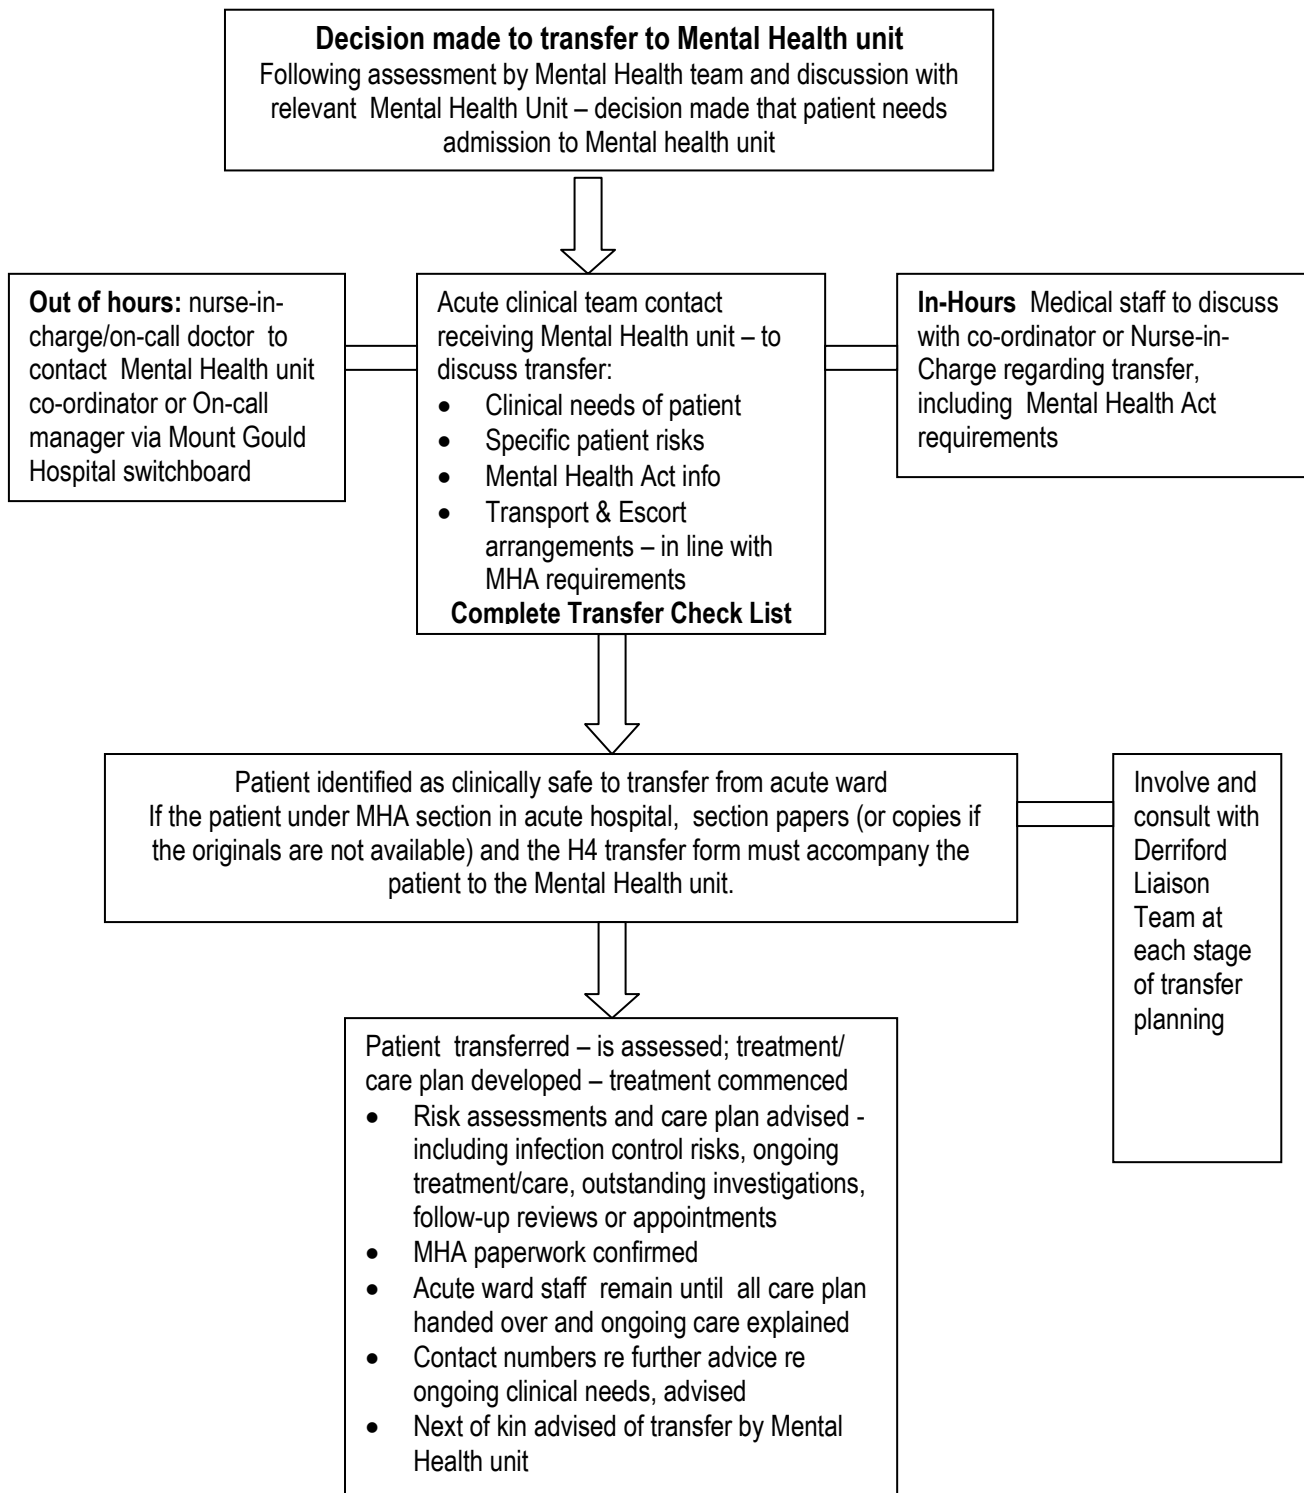 Decision made to transfer to Mental Health unit
Following assessment by Mental Health team and discussion with
relevant Mental Health Unit – decision made that patient needs
admission to Mental health unit
Out of hours: nurse-in-
charge/on-call doctor to
contact Mental Health unit
co-ordinator or On-call
manager via Mount Gould
Hospital switchboard
Acute clinical team contact
receiving Mental Health unit – to
discuss transfer:
• Clinical needs of patient
• Specific patient risks
• Mental Health Act info
• Transport & Escort
arrangements – in line with
MHA requirements
Complete Transfer Check List
In-Hours Medical staff to discuss
with co-ordinator or Nurse-in-
Charge regarding transfer,
including Mental Health Act
requirements
Patient identified as clinically safe to transfer from acute ward
If the patient under MHA section in acute hospital, section papers (or copies if
the originals are not available) and the H4 transfer form must accompany the
patient to the Mental Health unit.
Involve and
consult with
Derriford
Liaison
Team at
each stage
of transfer
planning
Patient transferred – is assessed; treatment/
care plan developed – treatment commenced
• Risk assessments and care plan advised -
including infection control risks, ongoing
treatment/care, outstanding investigations,
follow-up reviews or appointments
• MHA paperwork confirmed
• Acute ward staff remain until all care plan
handed over and ongoing care explained
• Contact numbers re further advice re
ongoing clinical needs, advised
• Next of kin advised of transfer by Mental
Health unit